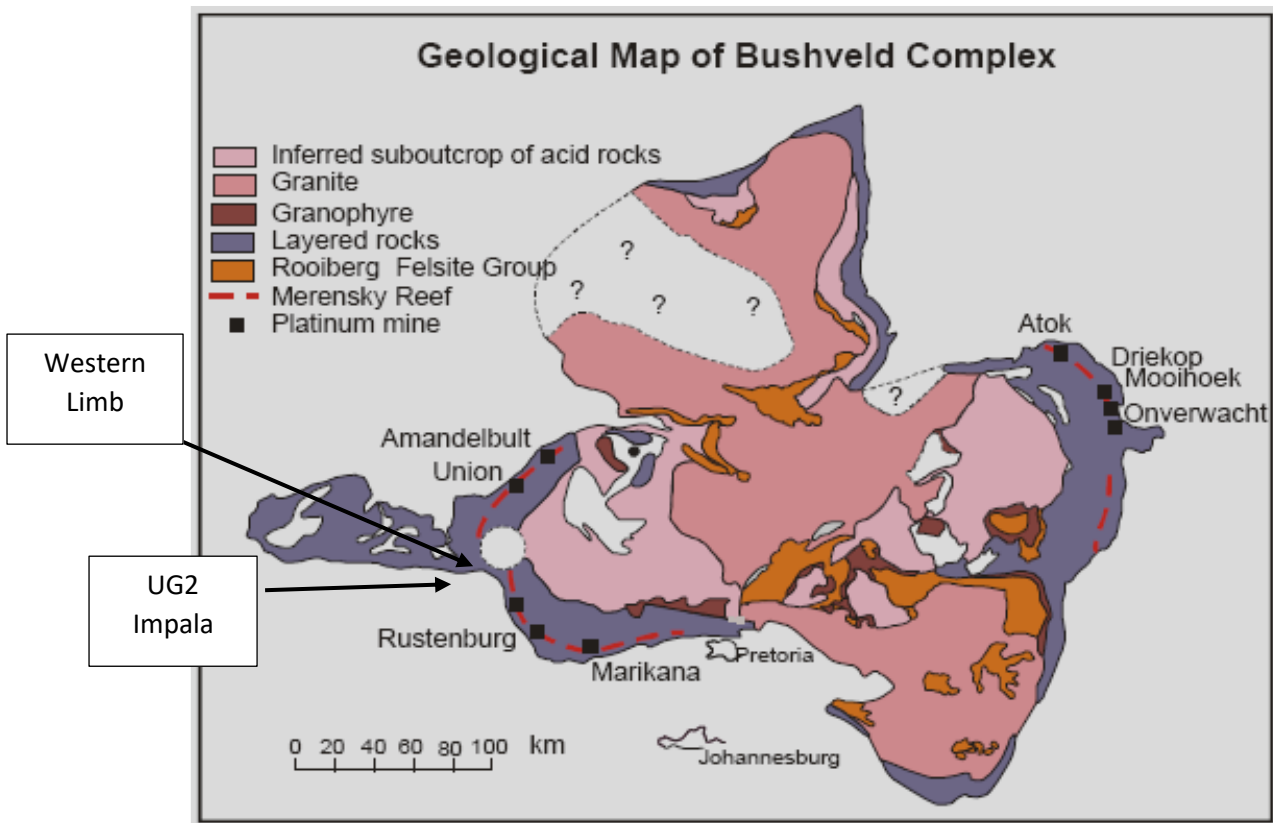 Geological Map of Bushveld Complex
Inferred suboutcrop of acid rocks
Granite
Granophyre
Layered rocks
Rooiberg Felsite Group
Merensky Reef
Platinum mine
?
?
?
?
?
Atok
Driekop
Mooihoek
Onverwacht
Western
Limb
Amandelbult
Union
UG2
Impala
Rustenburg
Marikana
Pretoria
0 20 40 60 80 100 km
Johannesburg